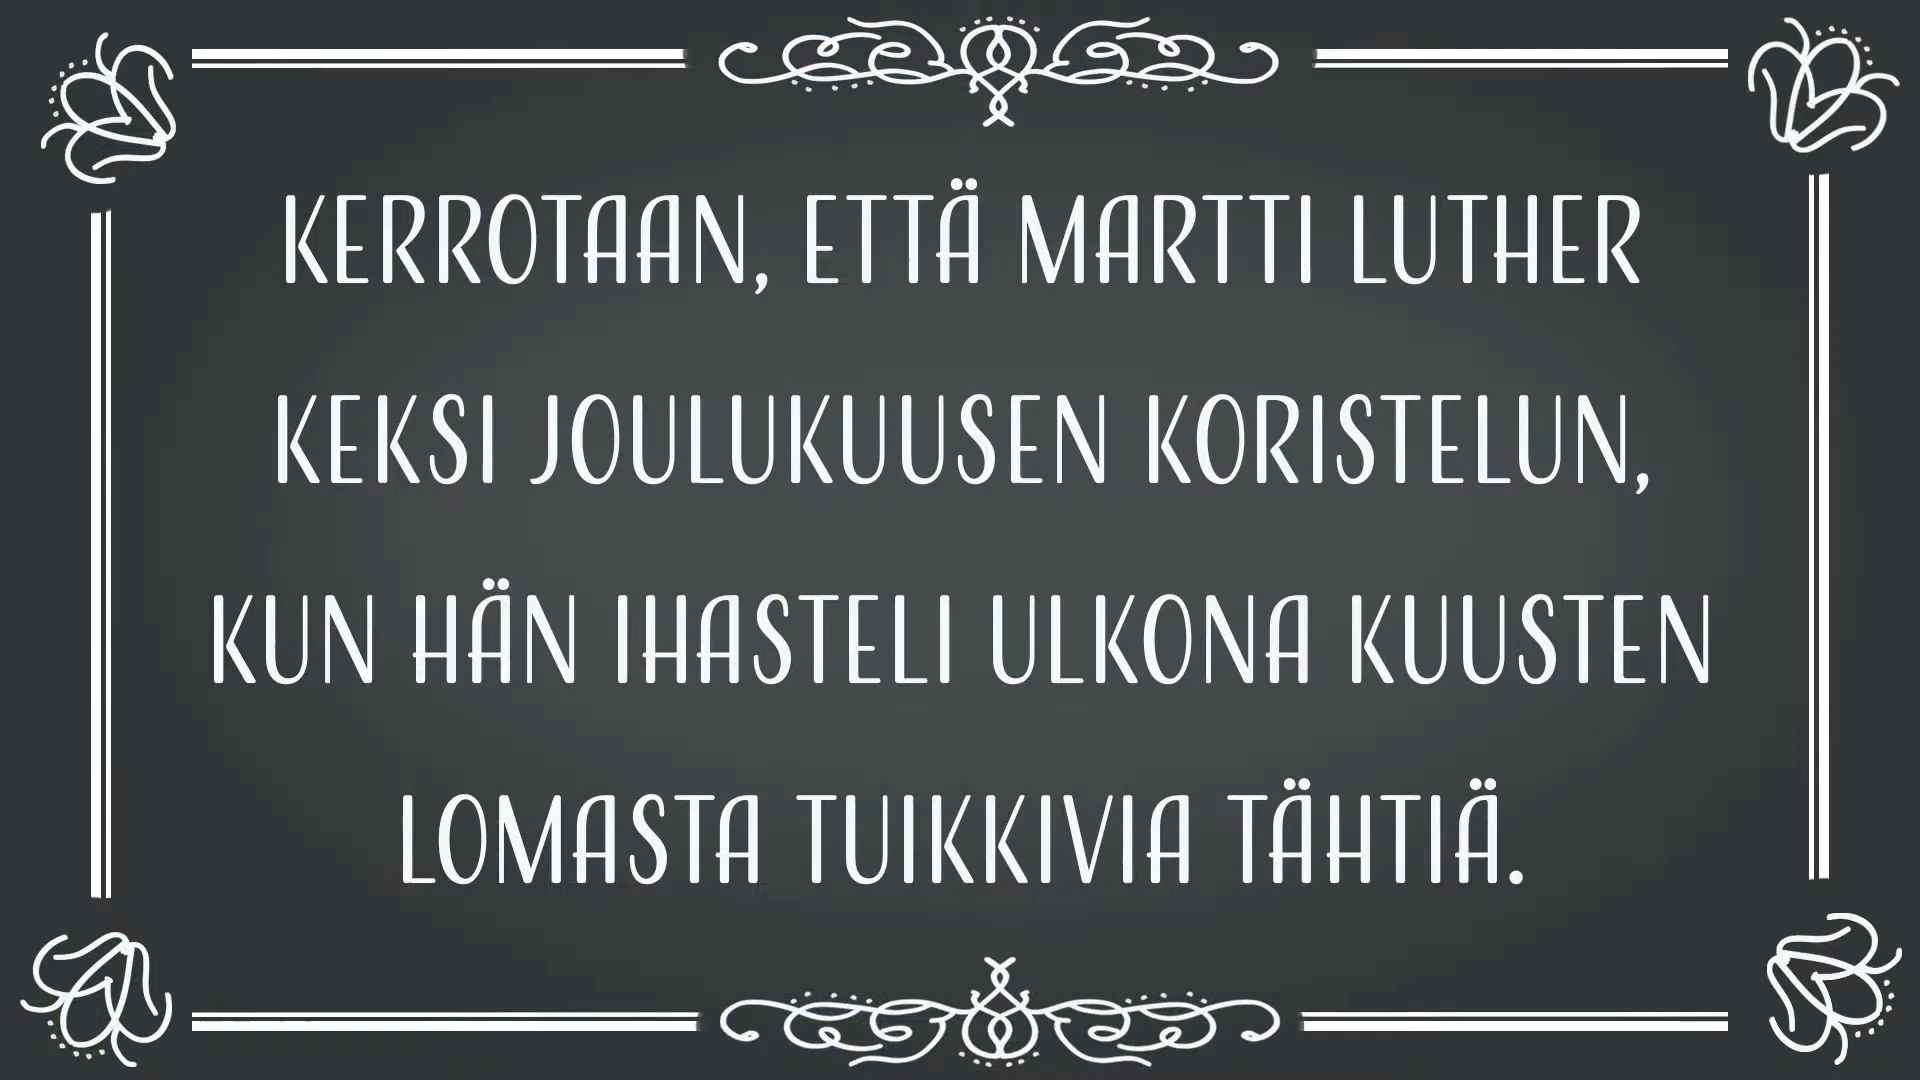 KERROTAAN, ETTÄ MARTTI LUTHER
KEKSI JOULUKUUSEN KORISTELUN,
KUN HÄN IHASTELI ULKONA KUUSTEN
LOMASTA TUIKKIVIA TÄHTIÄ.